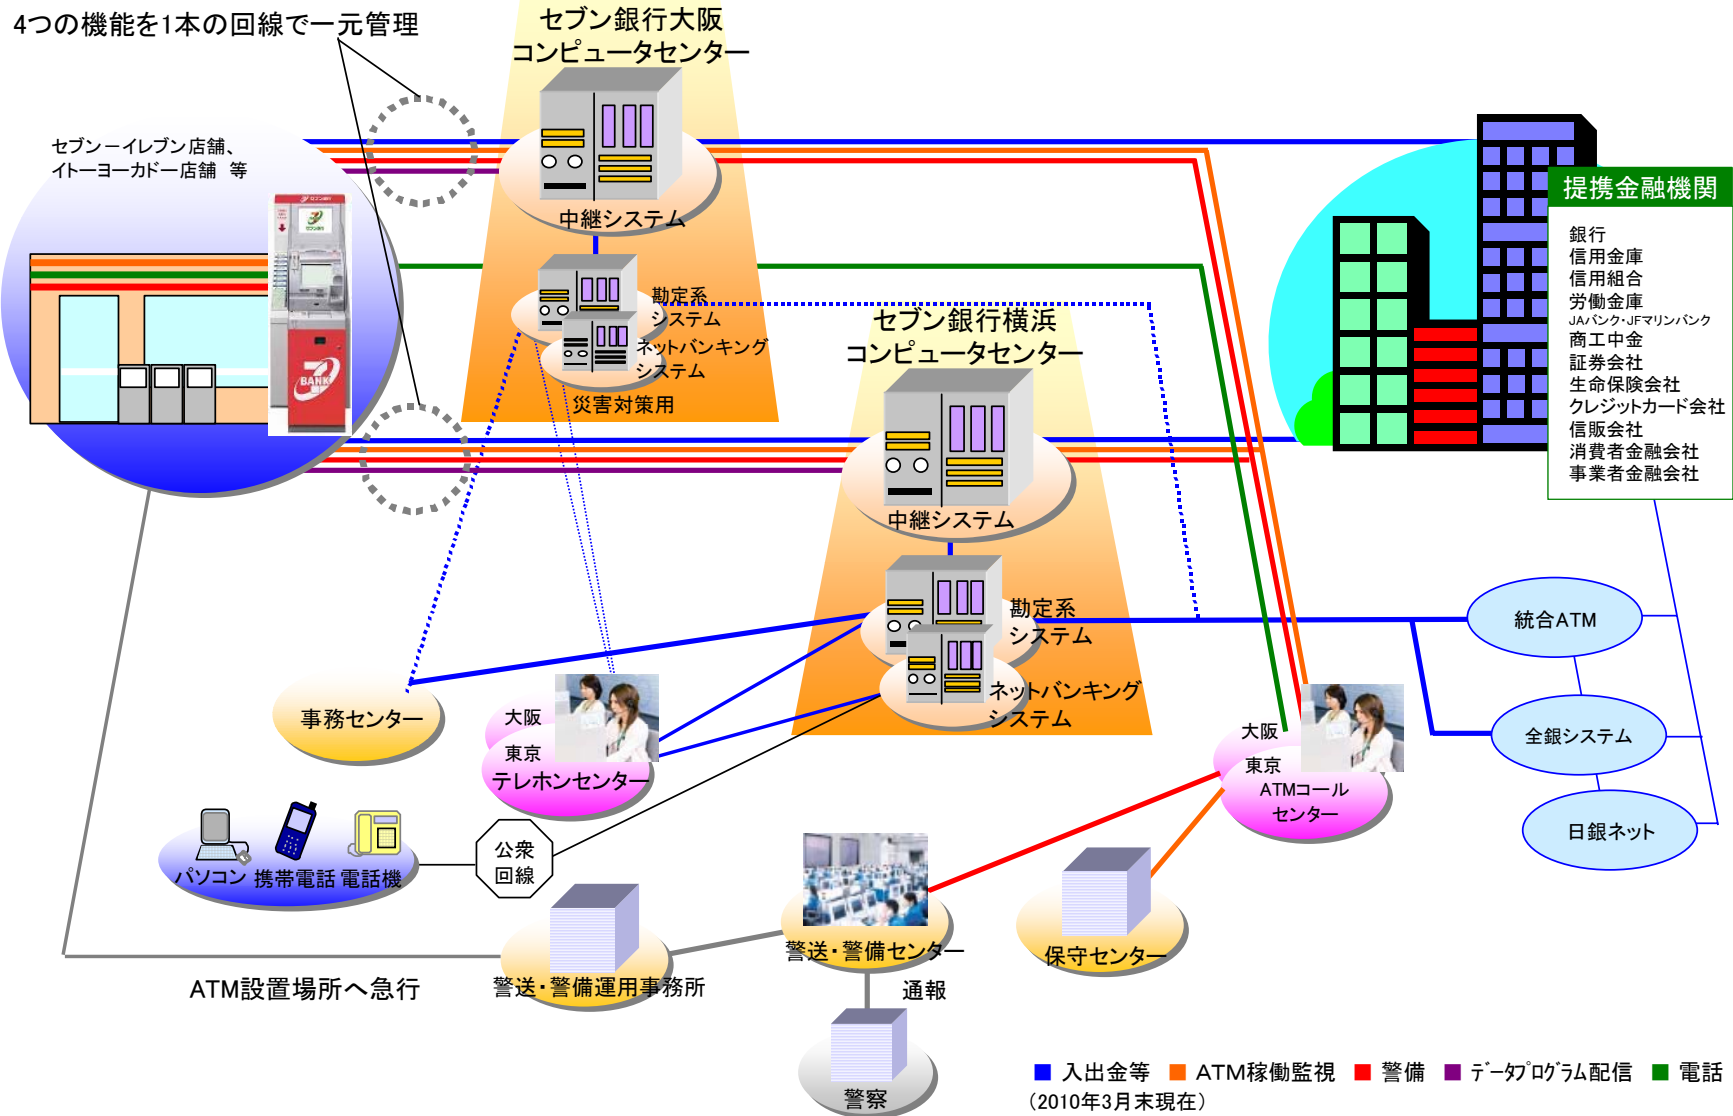 4つの機能を1本の回線で一元管理
セブン銀行大阪
コンピュータセンター
セブンーイレブン店舗、
イトーヨーカドー店舗 等
中継システム
勘定系
システム
ネットバンキング
システム
災害対策用
セブン銀行横浜
コンピュータセンター
中継システム
勘定系
システム
ネットバンキング
システム
提携金融機関
銀行
信用金庫
信用組合
労働金庫
JAバンク・JFマリンバンク
商工中金
証券会社
生命保険会社
クレジットカード会社
信販会社
消費者金融会社
事業者金融会社
7
BANK
統合ATM
全銀システム
日銀ネット
事務センター
大阪
東京
テレホンセンター
大阪
東京
ATMコール
センター
パソコン 携帯電話 電話機
公衆
回線
警送・警備センター
保守センター
警送・警備運用事務所
ATM設置場所へ急行
通報
警察
入出金等 ATM稼働監視 警備 データプログラム配信 電話
（2010年3月末現在）